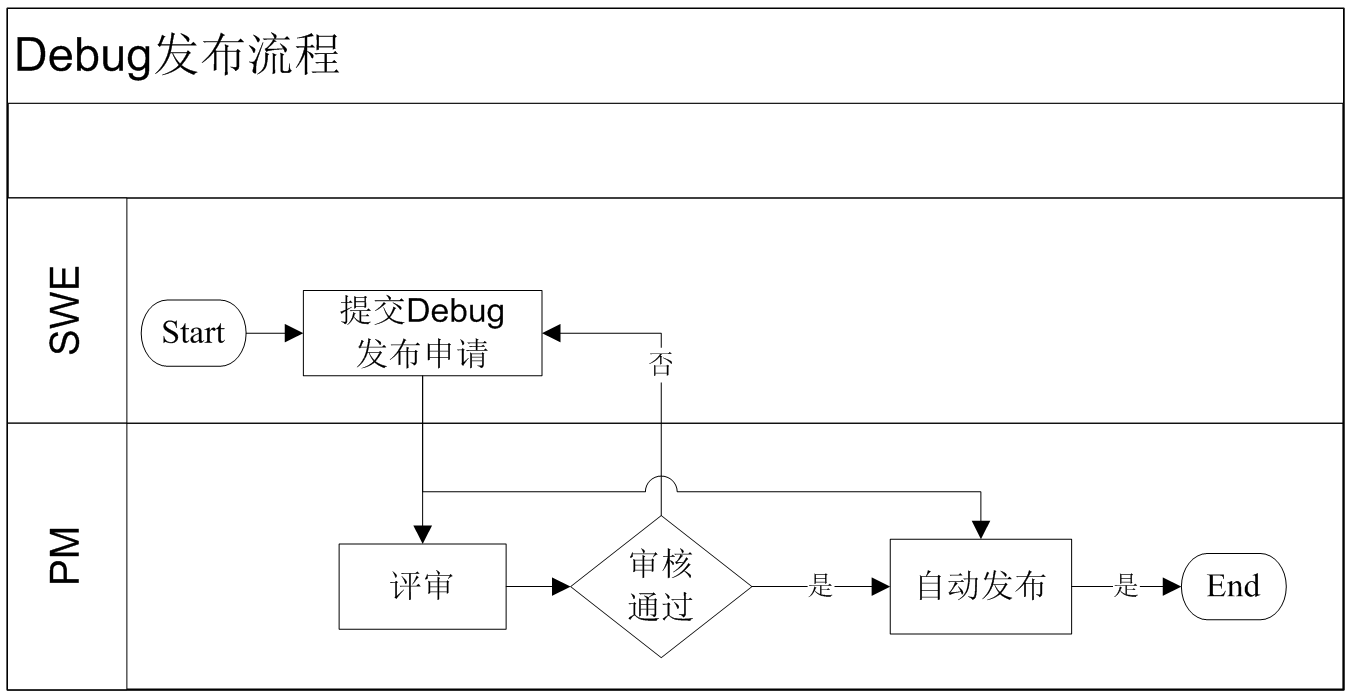 Debug发布流程
SWE
Start
提交Debug
发布申请
否
PM
评审
审核
通过
是
自动发布
是
End